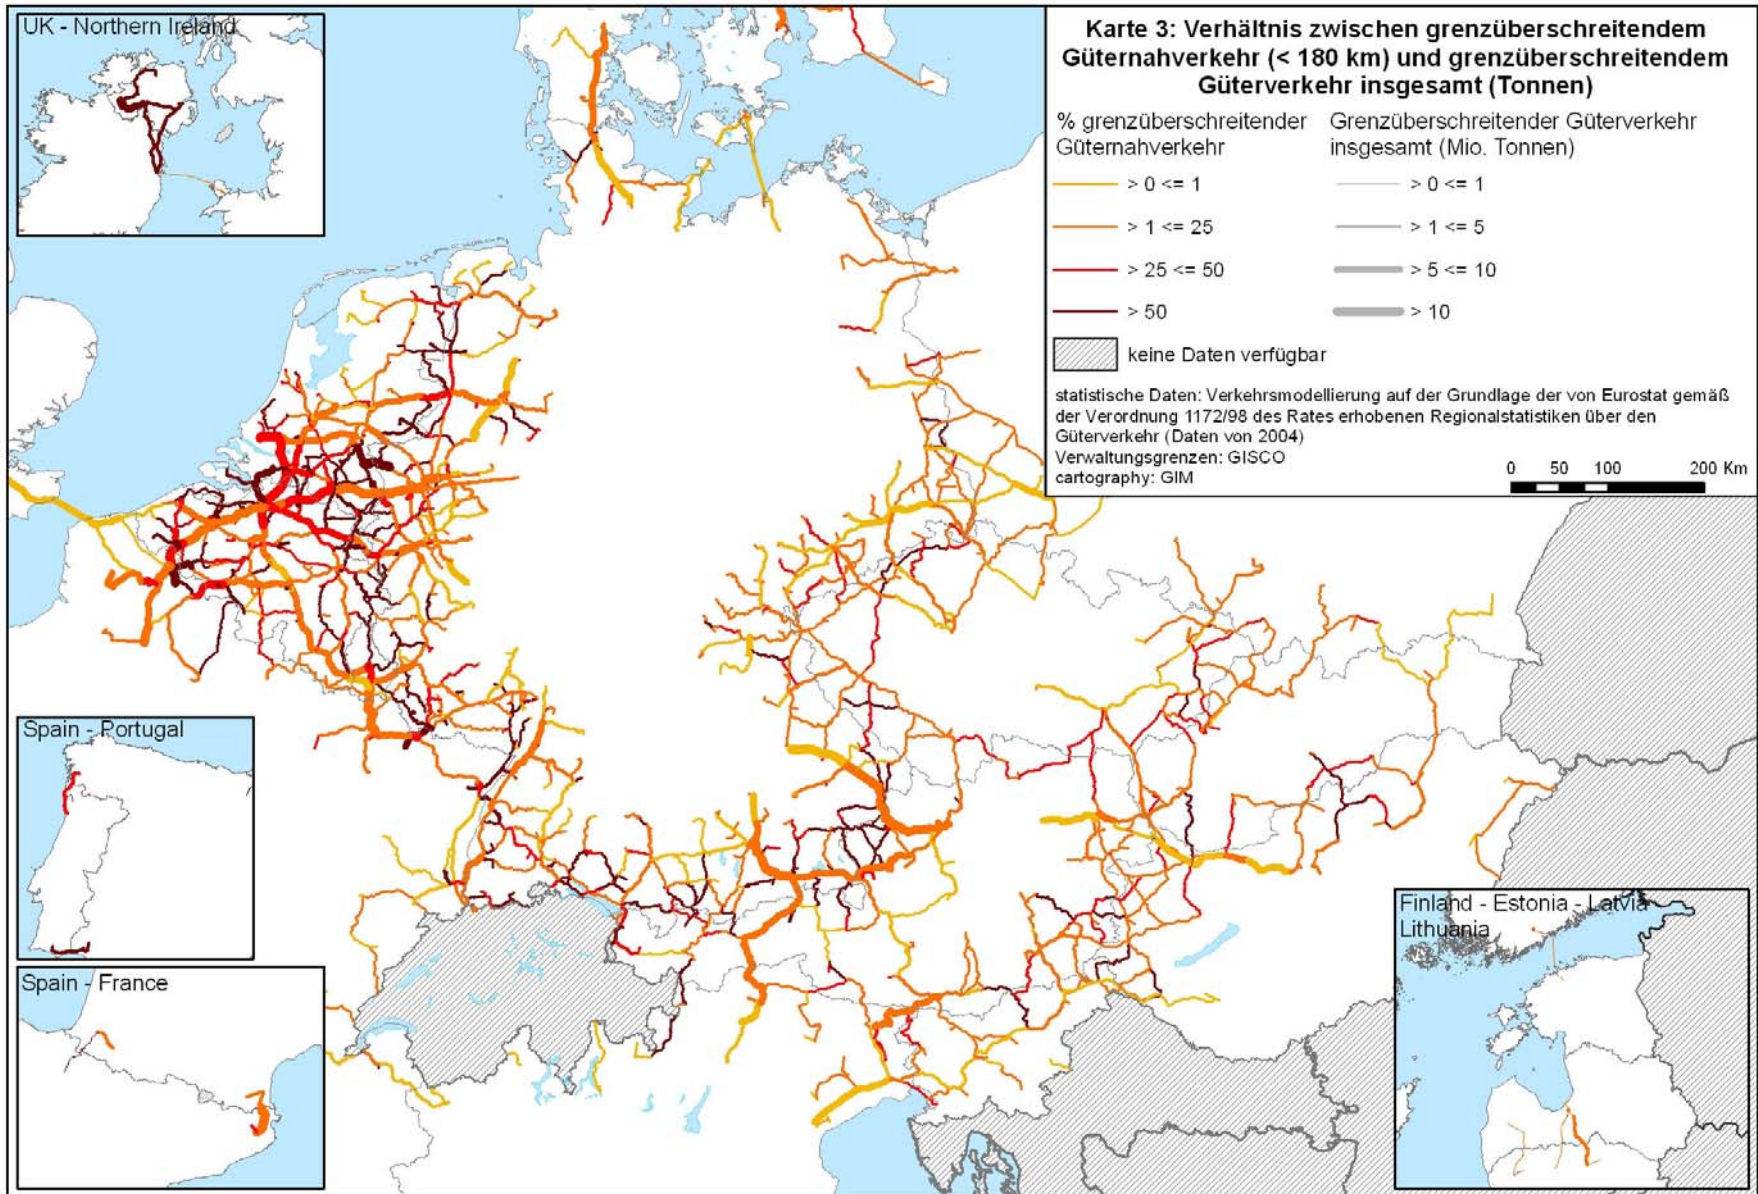 UK - Northern Ireland
Karte 3: Verhältnis zwischen grenzüberschreitendem
Güternahverkehr (< 180 km) und grenzüberschreitendem
Güterverkehr insgesamt (Tonnen)
% grenzüberschreitender
Güternahverkehr
> 0 <= 1
> 1 <= 25
> 25 <= 50
> 50
Grenzüberschreitender Güterverkehr
insgesamt (Mio. Tonnen)
> 0 <= 1
> 1 <= 5
> 5 <= 10
> 10
keine Daten verfügbar
statistische Daten: Verkehrsmodellierung auf der Grundlage der von Eurostat gemäß
der Verordnung 1172/98 des Rates erhobenen Regionalstatistiken über den
Güterverkehr (Daten von 2004)
Verwaltungsgrenzen: GISCO
cartography: GIM
0 50 100 200 Km
Spain - Portugal
Spain - France
Finland - Estonia - Latvia
Lithuania